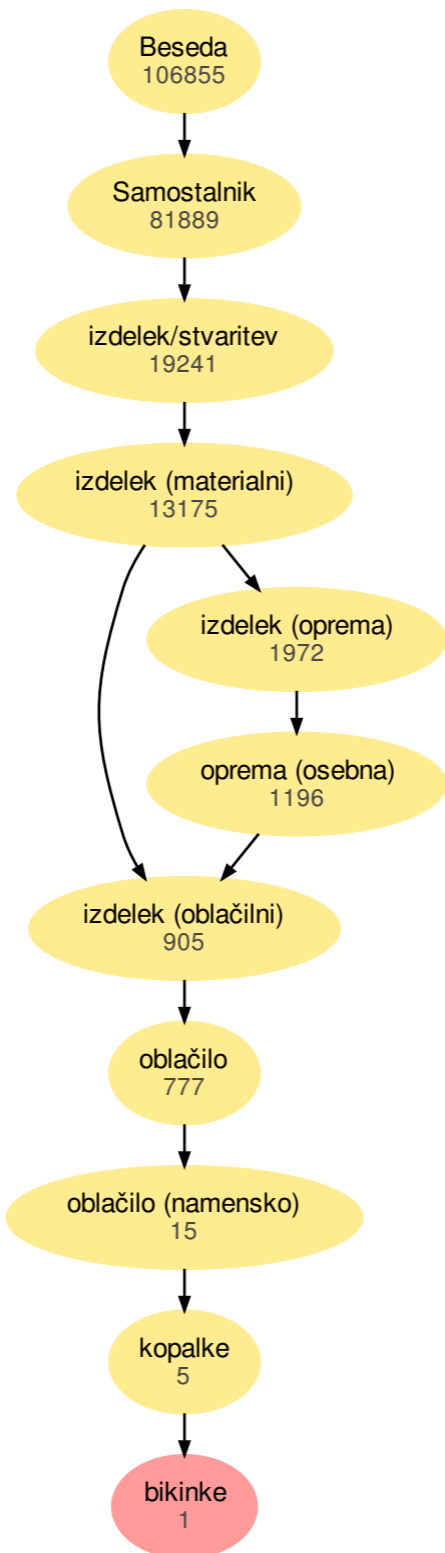 Beseda
106855
Samostalnik
81889
izdelek/stvaritev
19241
izdelek (materialni)
13175
izdelek (oprema)
1972
oprema (osebna)
1196
izdelek (oblačilni)
905
oblačilo
777
oblačilo (namensko)
15
kopalke
5
bikinke
1